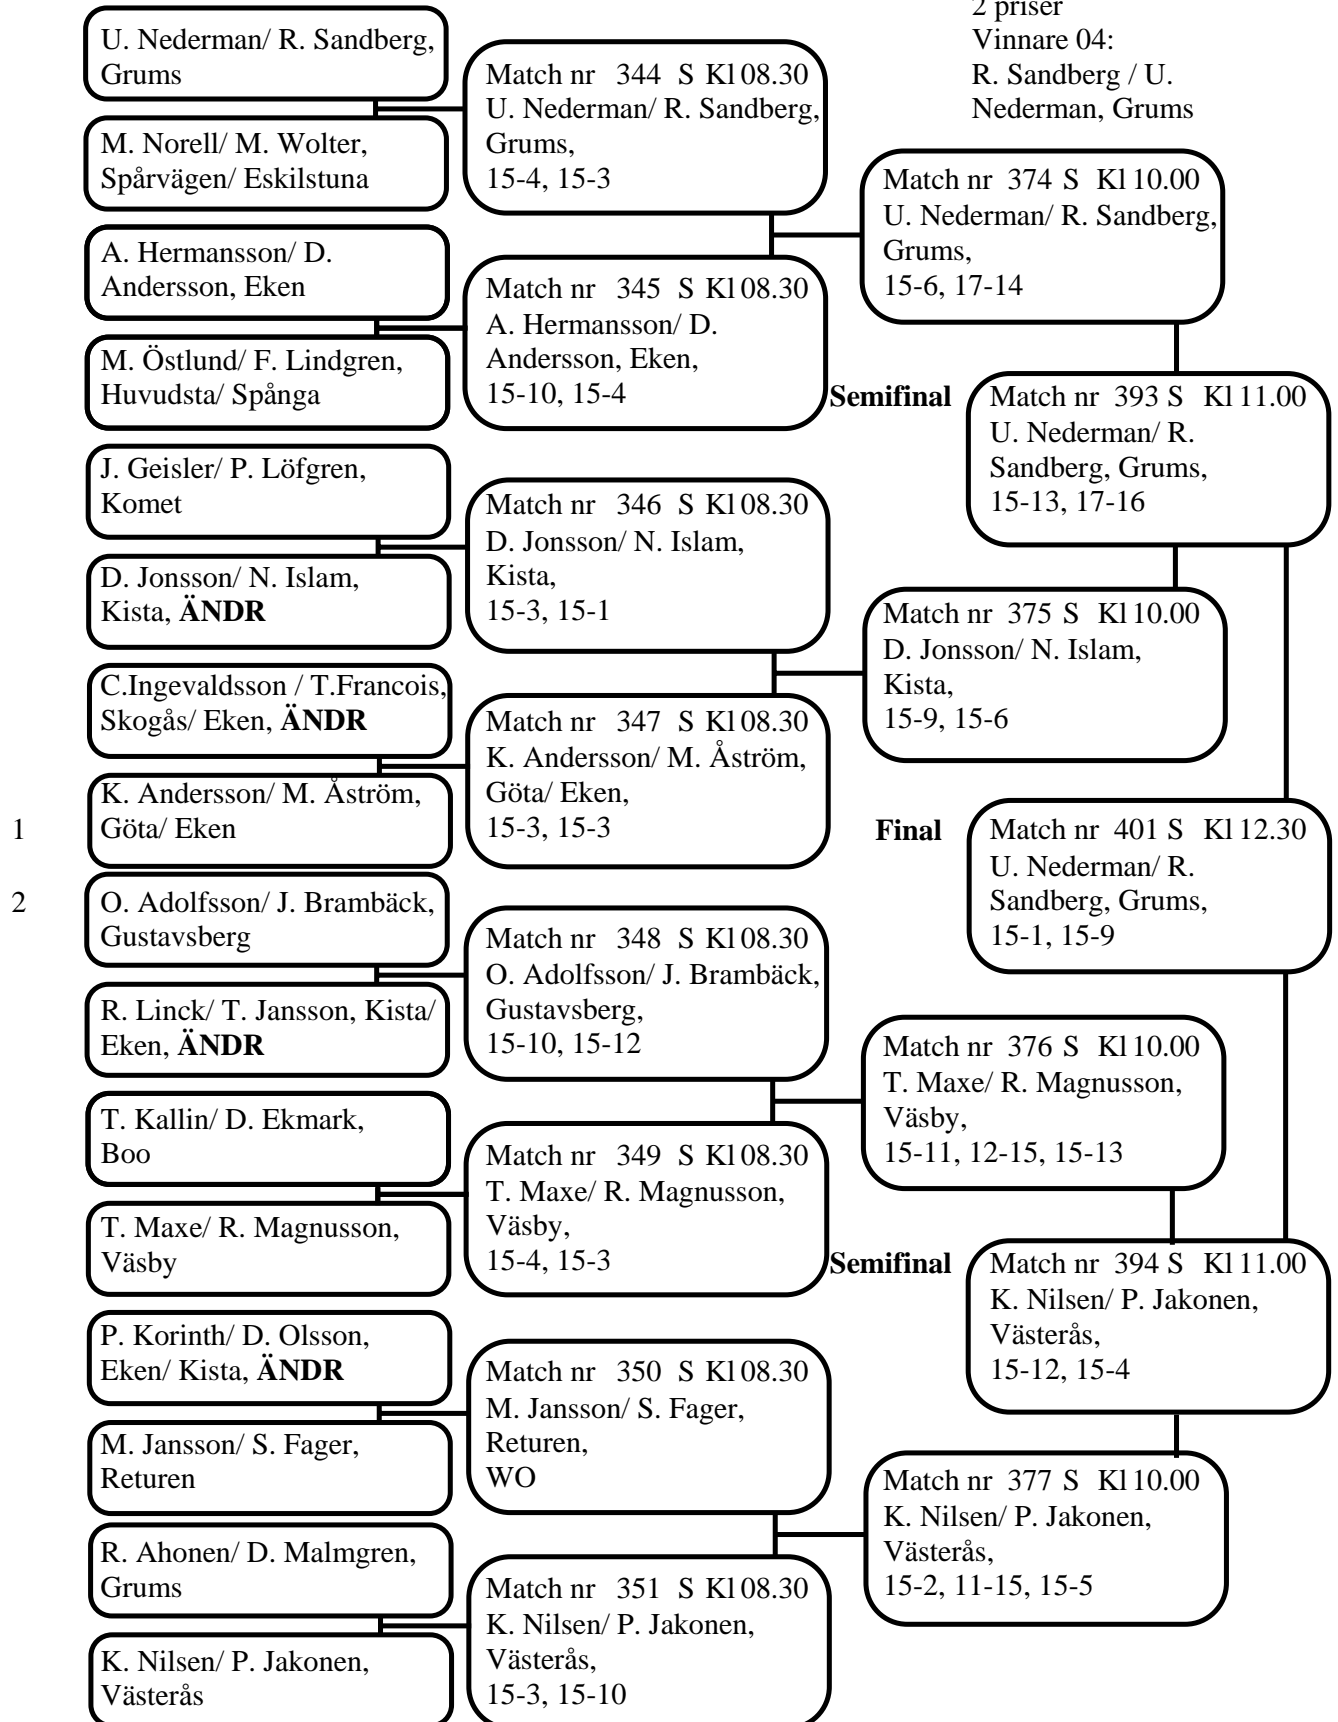 2 priser
Vinnare 04:
R. Sandberg / U.
Nederman, Grums
U. Nederman/ R. Sandberg,
Grums
M. Norell/ M. Wolter,
Spårvägen/ Eskilstuna
A. Hermansson/ D.
Andersson, Eken
M. Östlund/ F. Lindgren,
Huvudsta/ Spånga
J. Geisler/ P. Löfgren,
Komet
D. Jonsson/ N. Islam,
Kista, ÄNDR
C.Ingevaldsson / T.Francois,
Skogås/ Eken, ÄNDR
K. Andersson/ M. Åström,
1 Göta/ Eken
2 O. Adolfsson/ J. Brambäck,
Gustavsberg
R. Linck/ T. Jansson, Kista/
Eken, ÄNDR
T. Kallin/ D. Ekmark,
Boo
T. Maxe/ R. Magnusson,
Väsby
P. Korinth/ D. Olsson,
Eken/ Kista, ÄNDR
M. Jansson/ S. Fager,
Returen
R. Ahonen/ D. Malmgren,
Grums
K. Nilsen/ P. Jakonen,
Västerås
Match nr 344 S Kl 08.30
U. Nederman/ R. Sandberg,
Grums,
15-4, 15-3
Match nr 345 S Kl 08.30
A. Hermansson/ D.
Andersson, Eken,
15-10, 15-4
Match nr 346 S Kl 08.30
D. Jonsson/ N. Islam,
Kista,
15-3, 15-1
Match nr 347 S Kl 08.30
K. Andersson/ M. Åström,
Göta/ Eken,
15-3, 15-3
Match nr 348 S Kl 08.30
O. Adolfsson/ J. Brambäck,
Gustavsberg,
15-10, 15-12
Match nr 349 S Kl 08.30
T. Maxe/ R. Magnusson,
Väsby,
15-4, 15-3
Match nr 350 S Kl 08.30
M. Jansson/ S. Fager,
Returen,
WO
Match nr 351 S Kl 08.30
K. Nilsen/ P. Jakonen,
Västerås,
15-3, 15-10
Match nr 374 S Kl 10.00
U. Nederman/ R. Sandberg,
Grums,
15-6, 17-14
Match nr 375 S Kl 10.00
D. Jonsson/ N. Islam,
Kista,
15-9, 15-6
Match nr 376 S Kl 10.00
T. Maxe/ R. Magnusson,
Väsby,
15-11, 12-15, 15-13
Match nr 377 S Kl 10.00
K. Nilsen/ P. Jakonen,
Västerås,
15-2, 11-15, 15-5
Semifinal Match nr 393 S Kl 11.00
U. Nederman/ R.
Sandberg, Grums,
15-13, 17-16
Final Match nr 401 S Kl 12.30
U. Nederman/ R.
Sandberg, Grums,
15-1, 15-9
Semifinal Match nr 394 S Kl 11.00
K. Nilsen/ P. Jakonen,
Västerås,
15-12, 15-4